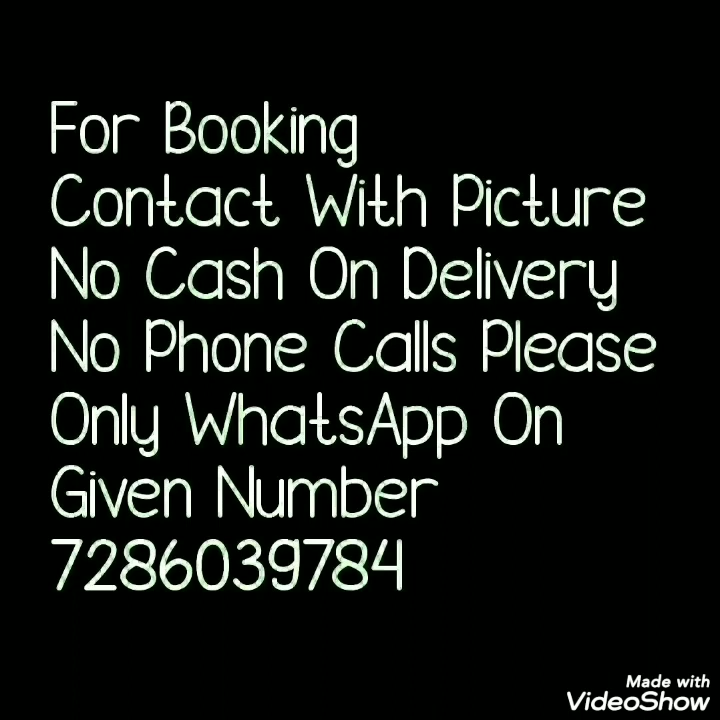 For Booking
Contact With Picture
No Cash On Delivery
No Phone Calls Please
Only WhatsApp On
Given Number
7286039784
Made with
VideoShow